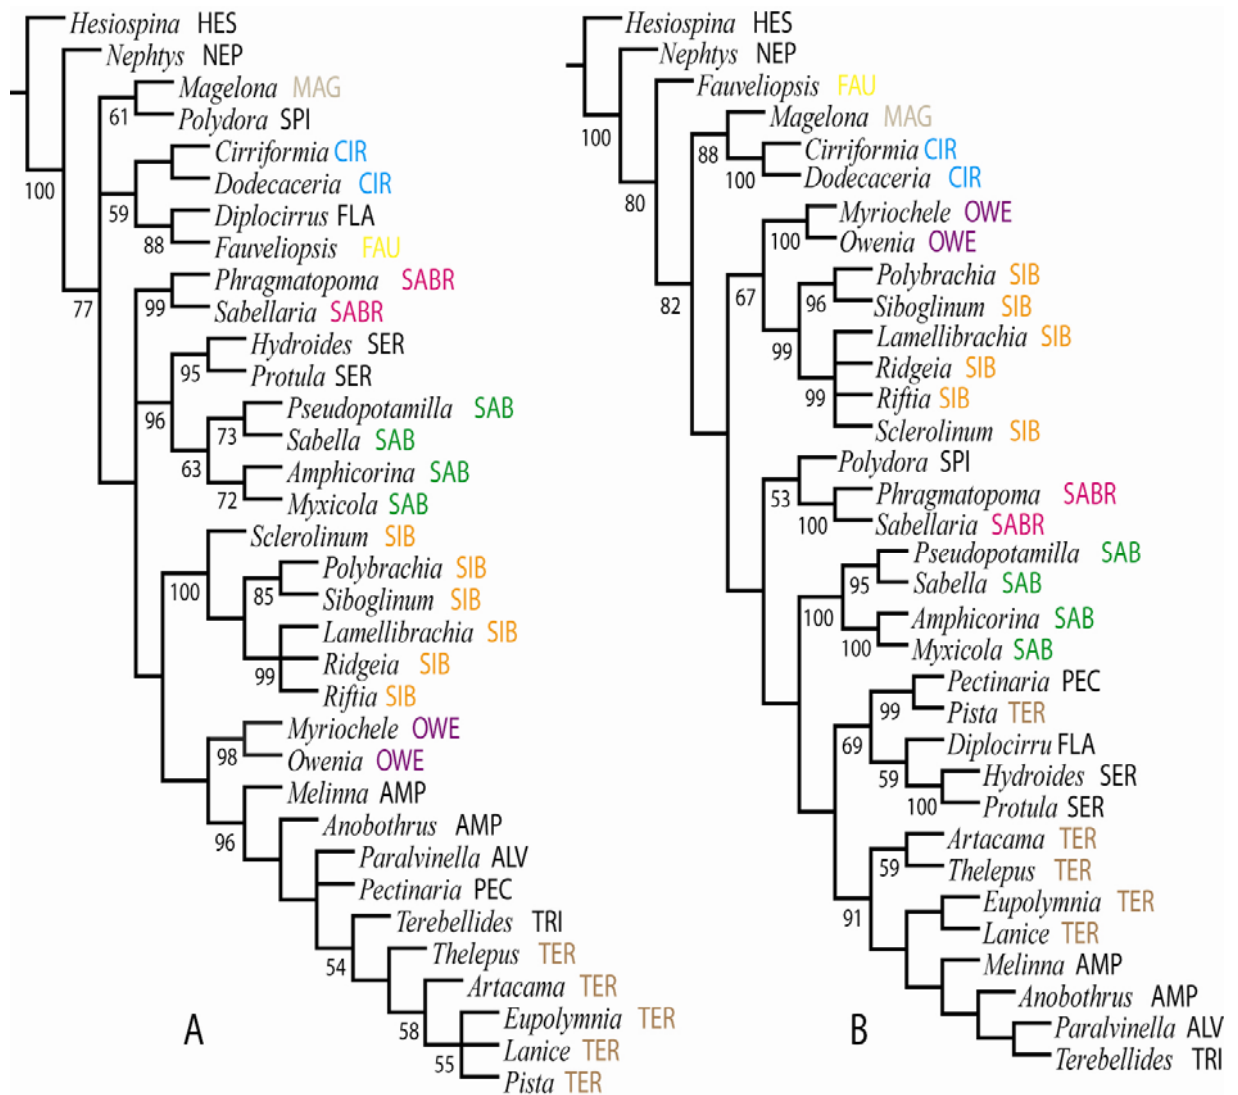 Hesiospina HES
Nephtys NEP
Magelona MAG
61
Polydora SPI
Cirriformia CIR
100
Dodecaceria CIR
59
Diplocirrus FLA
88
Fauveliopsis FAU
77
Phragmatopoma SABR
99
Sabellaria SABR
Hydroides SER
95
Protula SER
96
Pseudopotamilla SAB
73
Sabella SAB
63
Amphicorina SAB
72
Myxicola SAB
Sclerolinum SIB
100
Polybrachia SIB
85
Siboglinum SIB
Lamellibrachia SIB
Ridgeia SIB
99
Riftia SIB
Myriochele OWE
98
Owenia OWE
Melinna AMP
96
Anobothrus AMP
Paralvinella ALV
Pectinaria PEC
Terebellides TRI
54
Thelepus TER
Artacama TER
58
Eupolymnia TER
Lanice TER
55
Pista TER
A
Hesiospina HES
Nephtys NEP
Fauveliopsis FAU
100
Magelona MAG
88
Cirriformia CIR
100
Dodecaceria CIR
80
Myriochele OWE
100
Owenia OWE
82
67
Polybrachia SIB
96
Siboglinum SIB
Lamellibrachia SIB
99
Ridgeia SIB
99
Riftia SIB
Sclerolinum SIB
Polydora SPI
53
Phragmatopoma SABR
100
Sabellaria SABR
Pseudopotamilla SAB
95
Sabella SAB
100
Amphicorina SAB
100
Myxicola SAB
Pectinaria PEC
99
Pista TER
69
Diplocirru FLA
59
Hydroides SER
100
Protula SER
Artacama TER
59
Thelepus TER
91
Eupolymnia TER
Lanice TER
Melinna AMP
Anobothrus AMP
Paralvinella ALV
Terebellides TRI
B